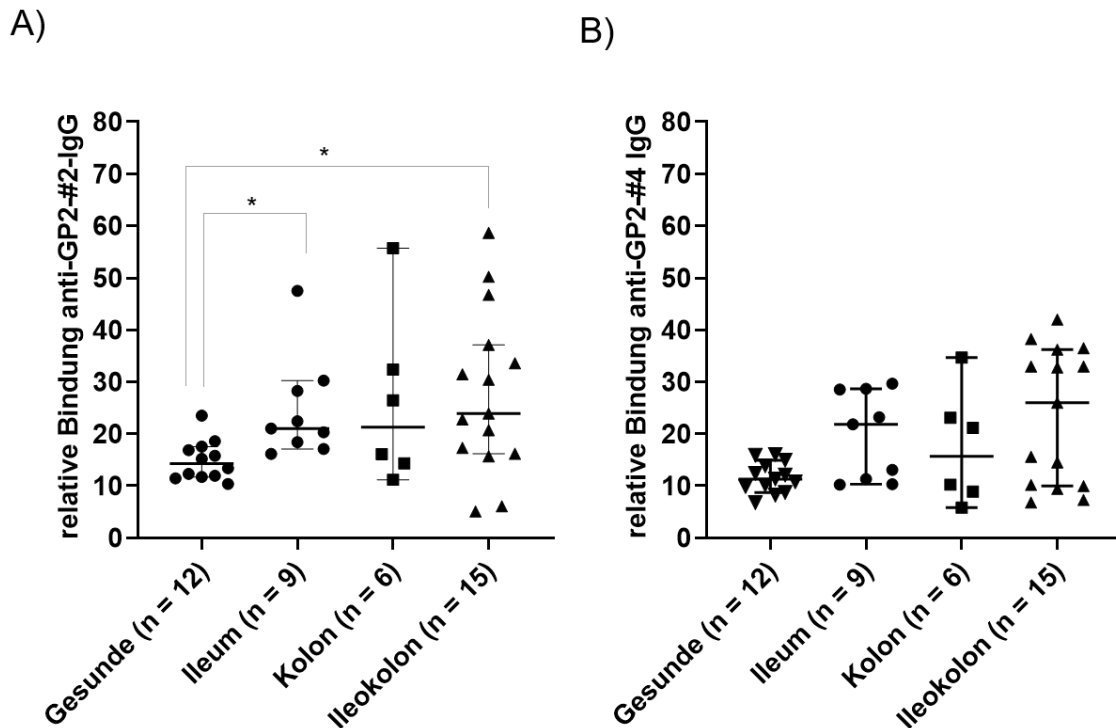 A)
relative Bindung anti-GP2-#2-IgG
80
70
60
50
40
30
20
10
0
*
*
Gesunde (n = 12)
Ileum (n = 9)
Kolon (n = 6)
Ileokolon (n = 15)
B)
relative Bindung anti-GP2-#4 IgG
80
70
60
50
40
30
20
10
0
Gesunde (n = 12)
Ileum (n = 9)
Kolon (n = 6)
Ileokolon (n = 15)